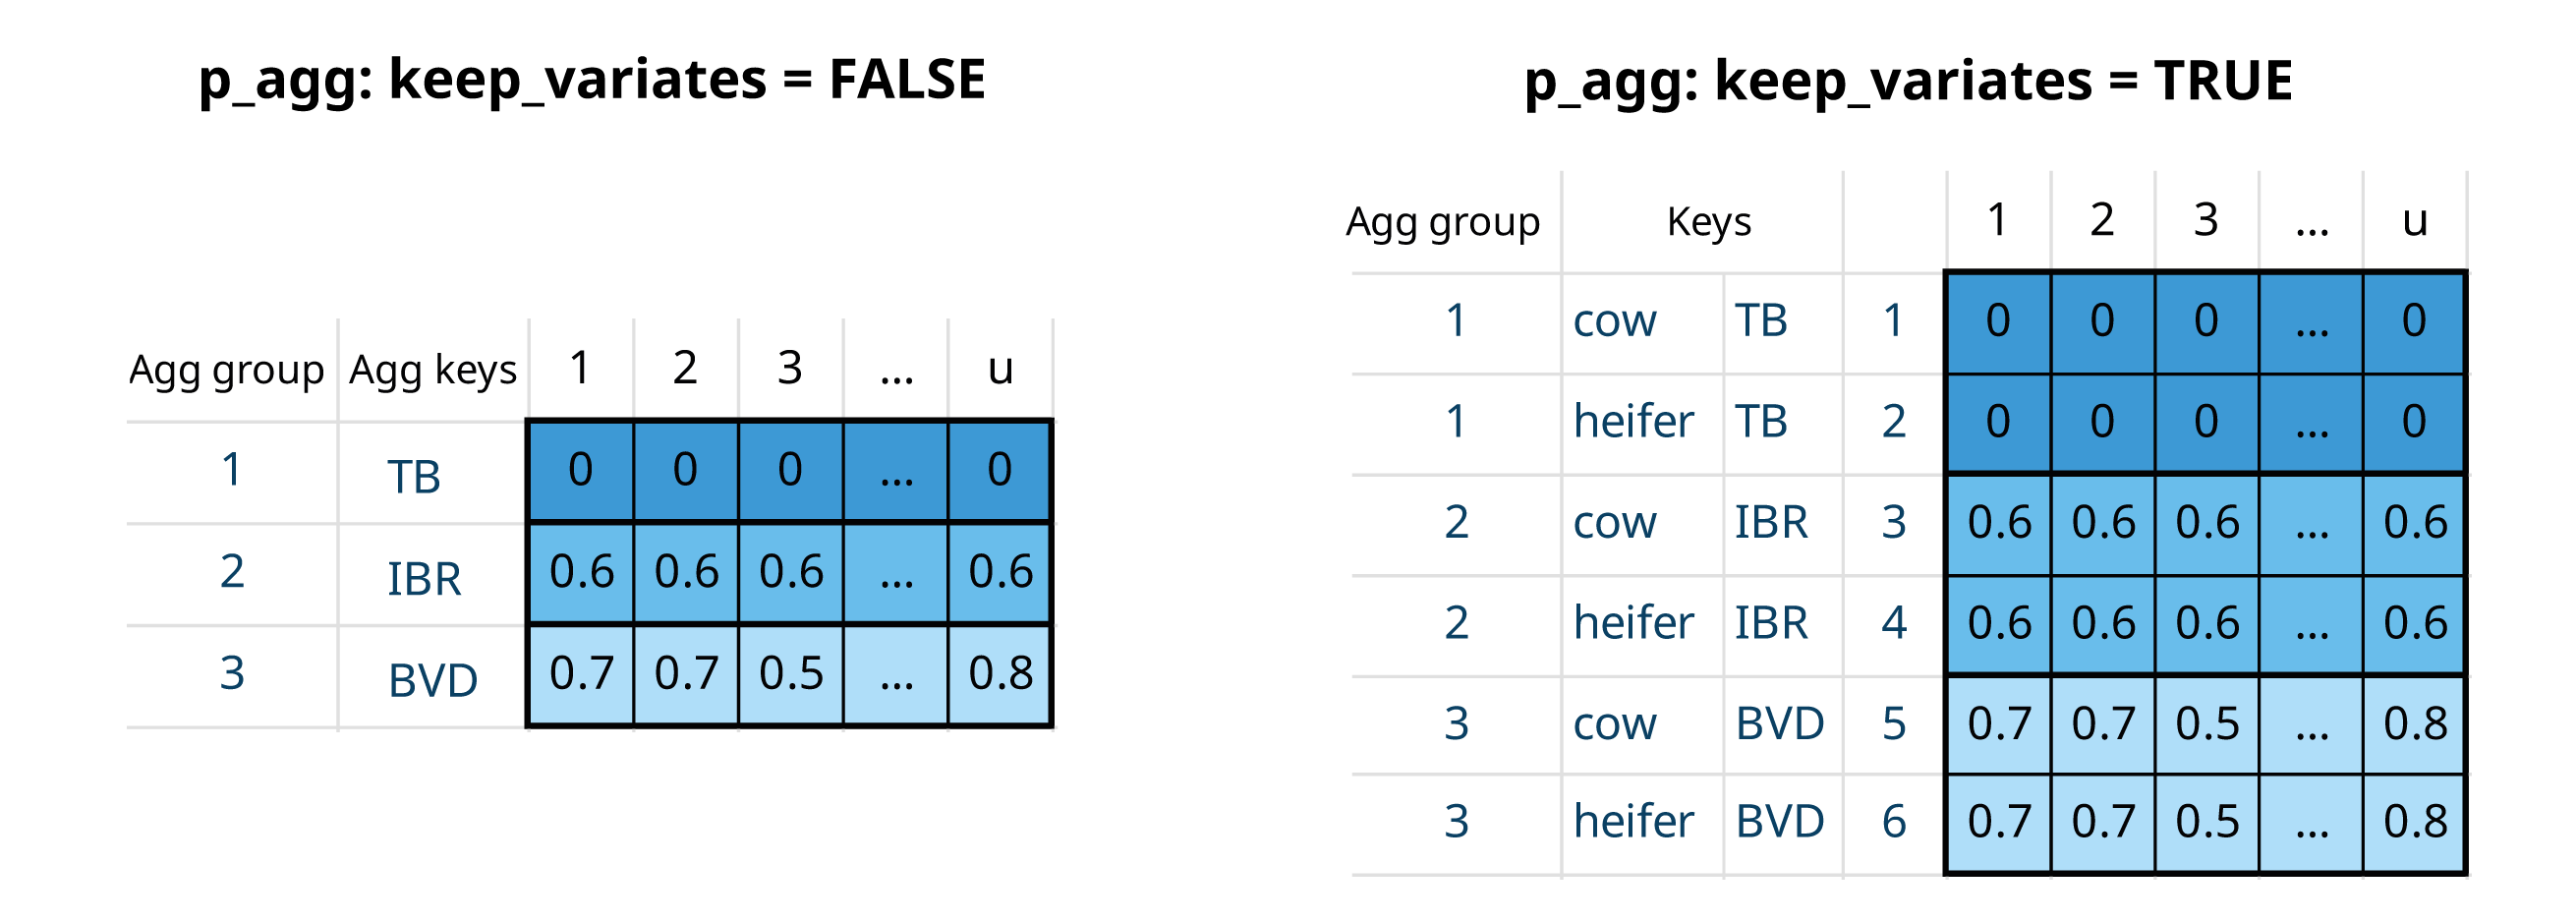 p_agg: keep_variates = FALSE
Agg group Agg keys 1 2 3 ... u
1 TB 0 0 0 ... 0
2 IBR 0.6 0.6 0.6 ... 0.6
3 BVD 0.7 0.7 0.5 ... 0.8
p_agg: keep_variates = TRUE
Agg group Keys 1 2 3 ... u
1 cow TB 1 0 0 0 ... 0
1 heifer TB 2 0 0 0 ... 0
2 cow IBR 3 0.6 0.6 0.6 ... 0.6
2 heifer IBR 4 0.6 0.6 0.6 ... 0.6
3 cow BVD 5 0.7 0.7 0.5 ... 0.8
3 heifer BVD 6 0.7 0.7 0.5 ... 0.8